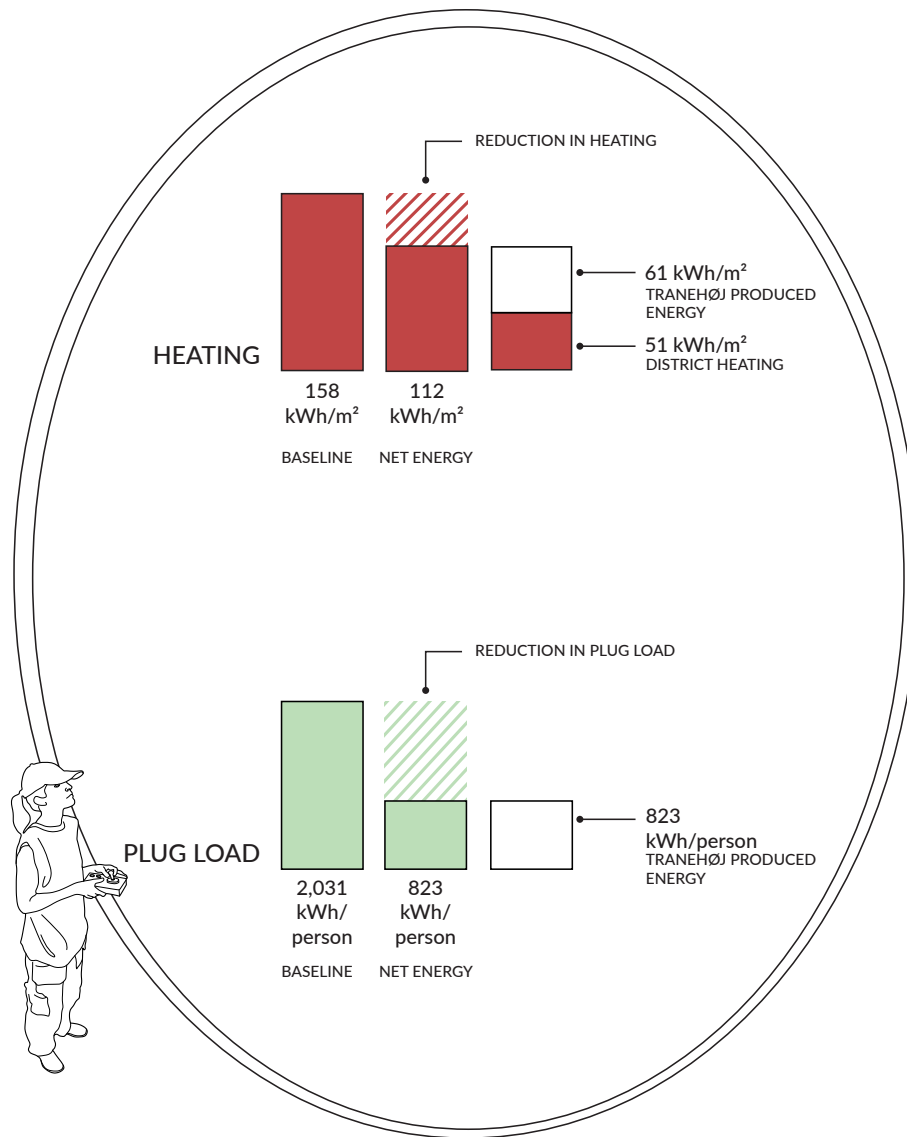 REDUCTION IN HEATING
61 kWh/m²
TRANEHØJ PRODUCED
ENERGY
51 kWh/m²
DISTRICT HEATING
HEATING
158
kWh/m²
112
kWh/m²
BASELINE
NET ENERGY
REDUCTION IN PLUG LOAD
823
kWh/person
TRANEHØJ PRODUCED
ENERGY
PLUG LOAD
2,031
kWh/
person
823
kWh/
person
BASELINE
NET ENERGY